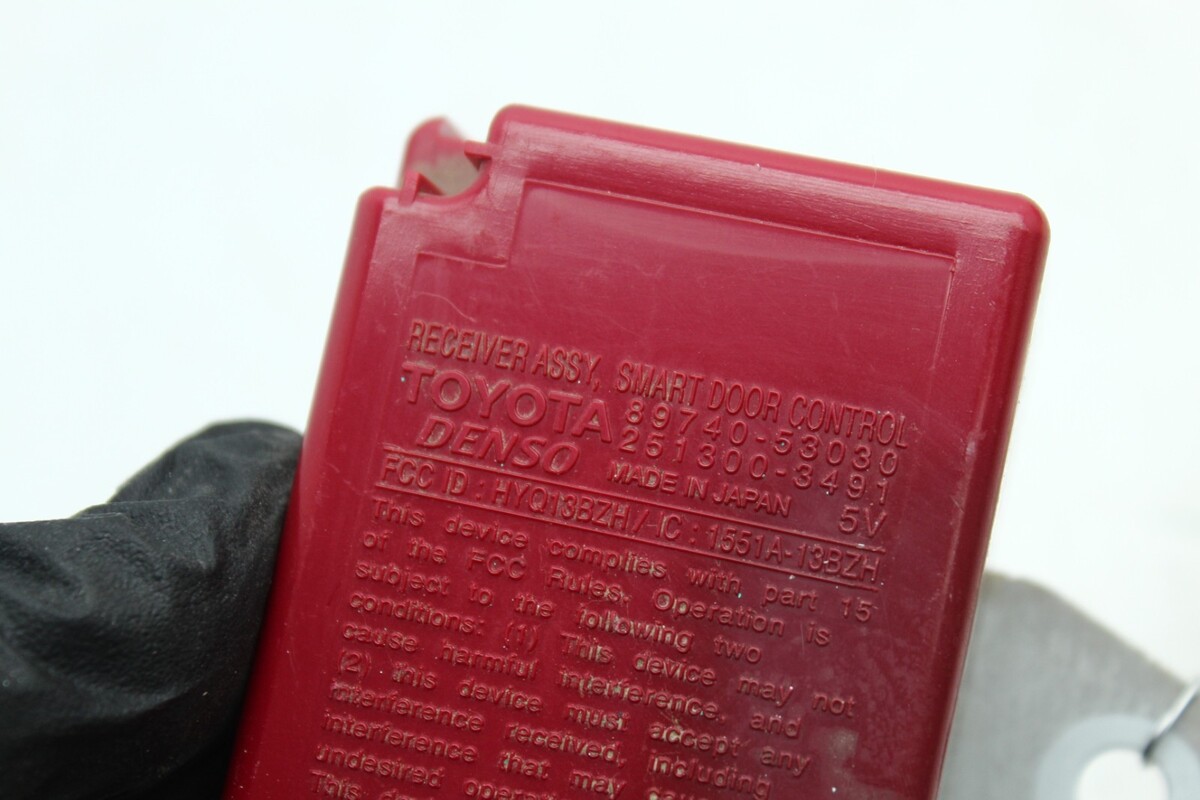 RECEIVER ASSY, SMART DOOR CONTROL
TOYOTA 89740-53030
DENSO 251300-3491
MADE IN JAPAN 5V
FCC ID : HYQ13BZH / IC : 1551A-13BZH
This device complies with part 15
of the FCC Rules. Operation is
subject to the following two
conditions: (1) This device may not
cause harmful interference, and
(2) this device must accept any
interference received, including
interference that may cause
undesired
This